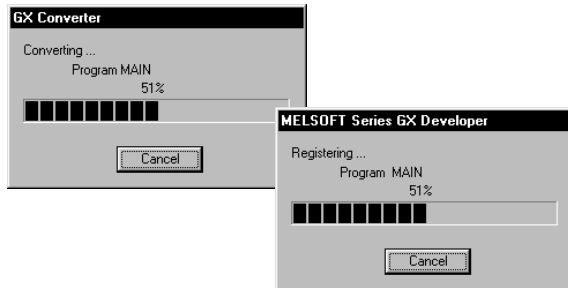 GX Converter
Converting ...
Program MAIN
51%
Cancel
MELSOFT Series GX Developer
Registering ...
Program MAIN
51%
Cancel